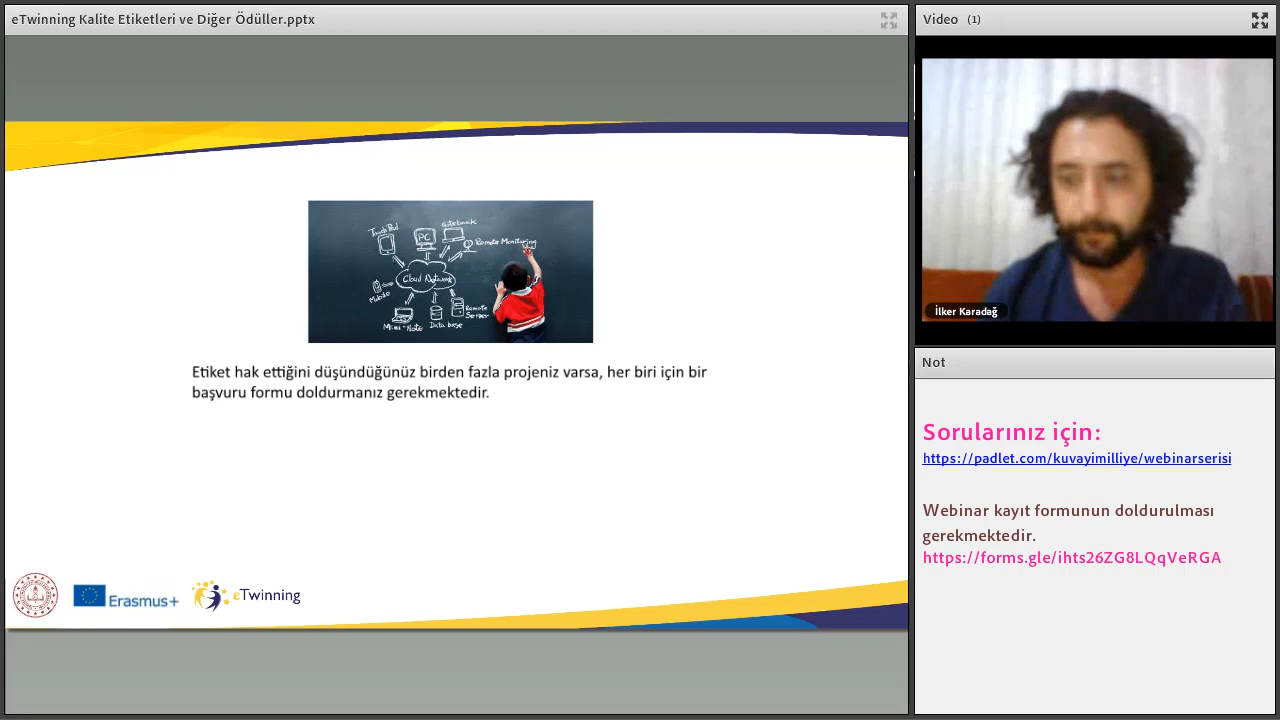 eTwinning Kalite Etiketleri ve Diğer Ödüller.pptx
Video (1)
TouchPad
PC
Notebook
Remote Monitoring
Cloud Network
Mobile
Mini-Note
Data base
Remote
Server
Etiket hak ettiğini düşündüğünüz birden fazla projeniz varsa, her biri için bir
başvuru formu doldurmanız gerekmektedir.
Erasmus+
eTwinning
İlker Karadağ
Not
Sorularınız için:
https://padlet.com/kuvayimilliye/webinarserisi
Webinar kayıt formunun doldurulması
gerekmektedir.
https://forms.gle/ihts26ZG8LQqVeRGA